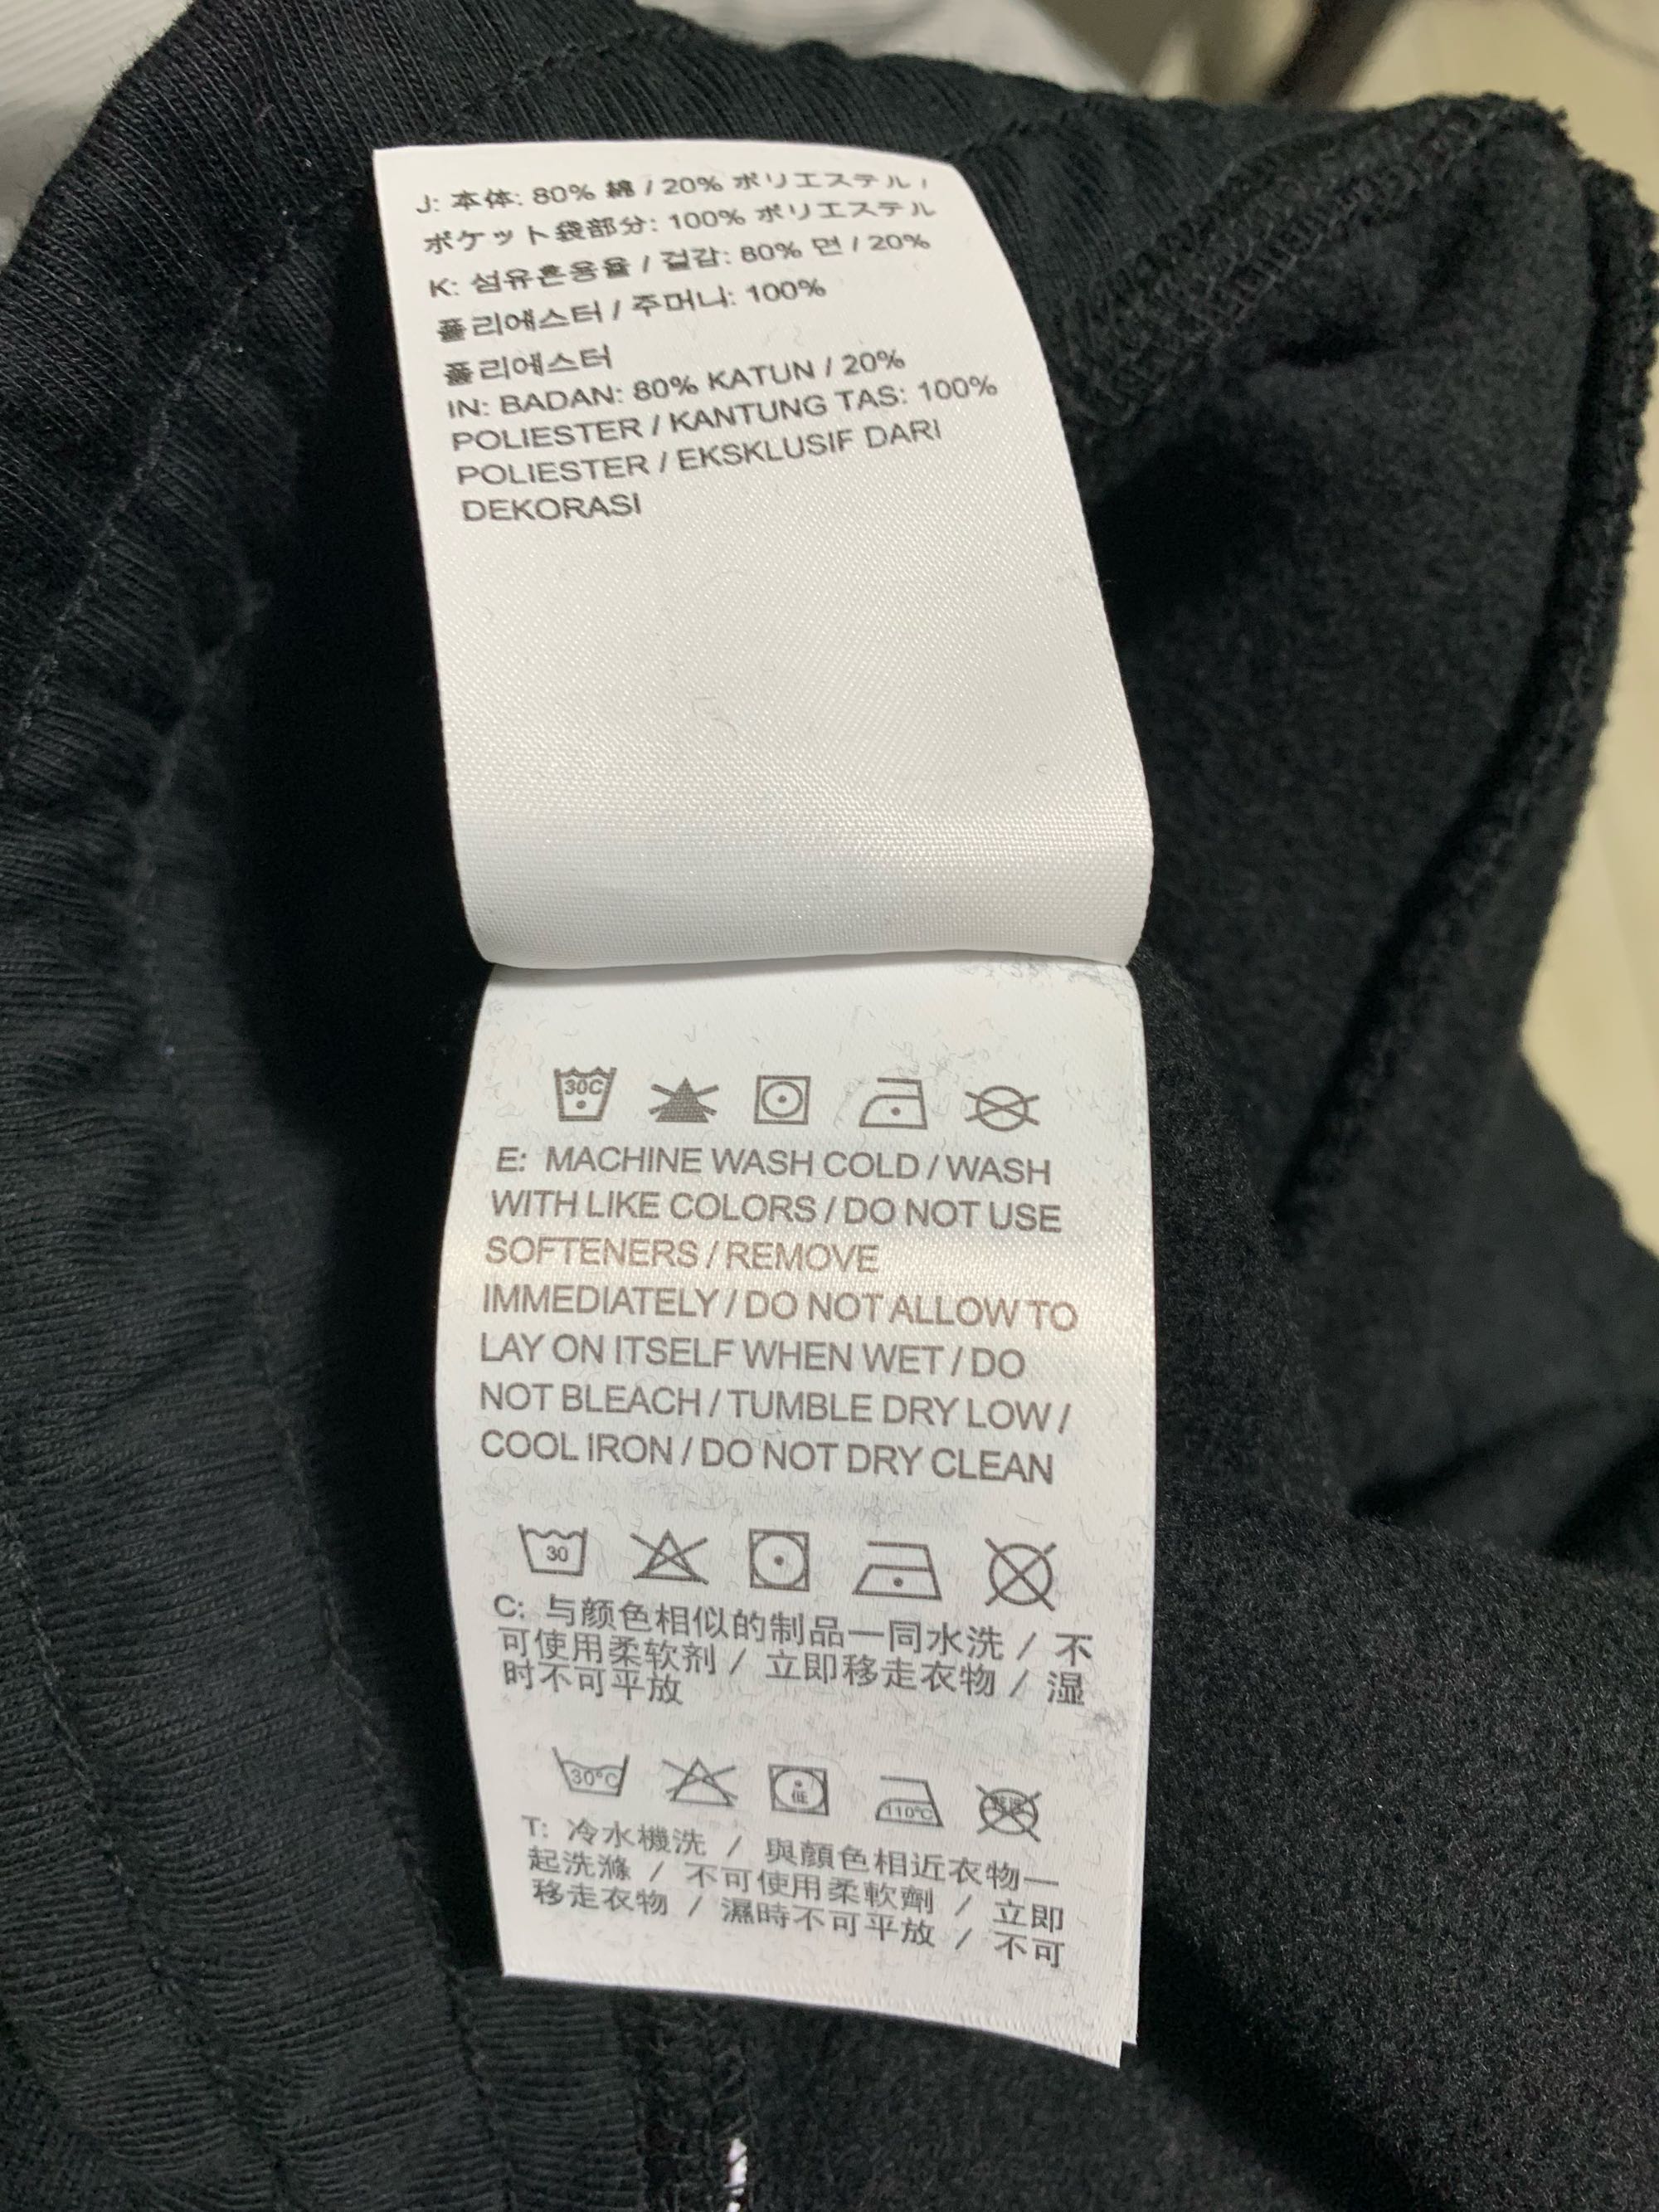 J: 本体: 80% 綿 / 20% ポリエステル /
ポケット袋部分: 100% ポリエステル
K: 섬유혼용율 / 겉감: 80% 면 / 20%
폴리에스터 / 주머니: 100%
폴리에스터
IN: BADAN: 80% KATUN / 20%
POLIESTER / KANTUNG TAS: 100%
POLIESTER / EKSKLUSIF DARI
DEKORASI
30C
E: MACHINE WASH COLD / WASH
WITH LIKE COLORS / DO NOT USE
SOFTENERS / REMOVE
IMMEDIATELY / DO NOT ALLOW TO
LAY ON ITSELF WHEN WET / DO
NOT BLEACH / TUMBLE DRY LOW /
COOL IRON / DO NOT DRY CLEAN
30
C: 与颜色相似的制品一同水洗 / 不
可使用柔软剂 / 立即移走衣物 / 湿
时不可平放
30°C 低 110°C
T: 冷水機洗 / 與顏色相近衣物一
起洗滌 / 不可使用柔軟劑 / 立即
移走衣物 / 濕時不可平放 / 不可